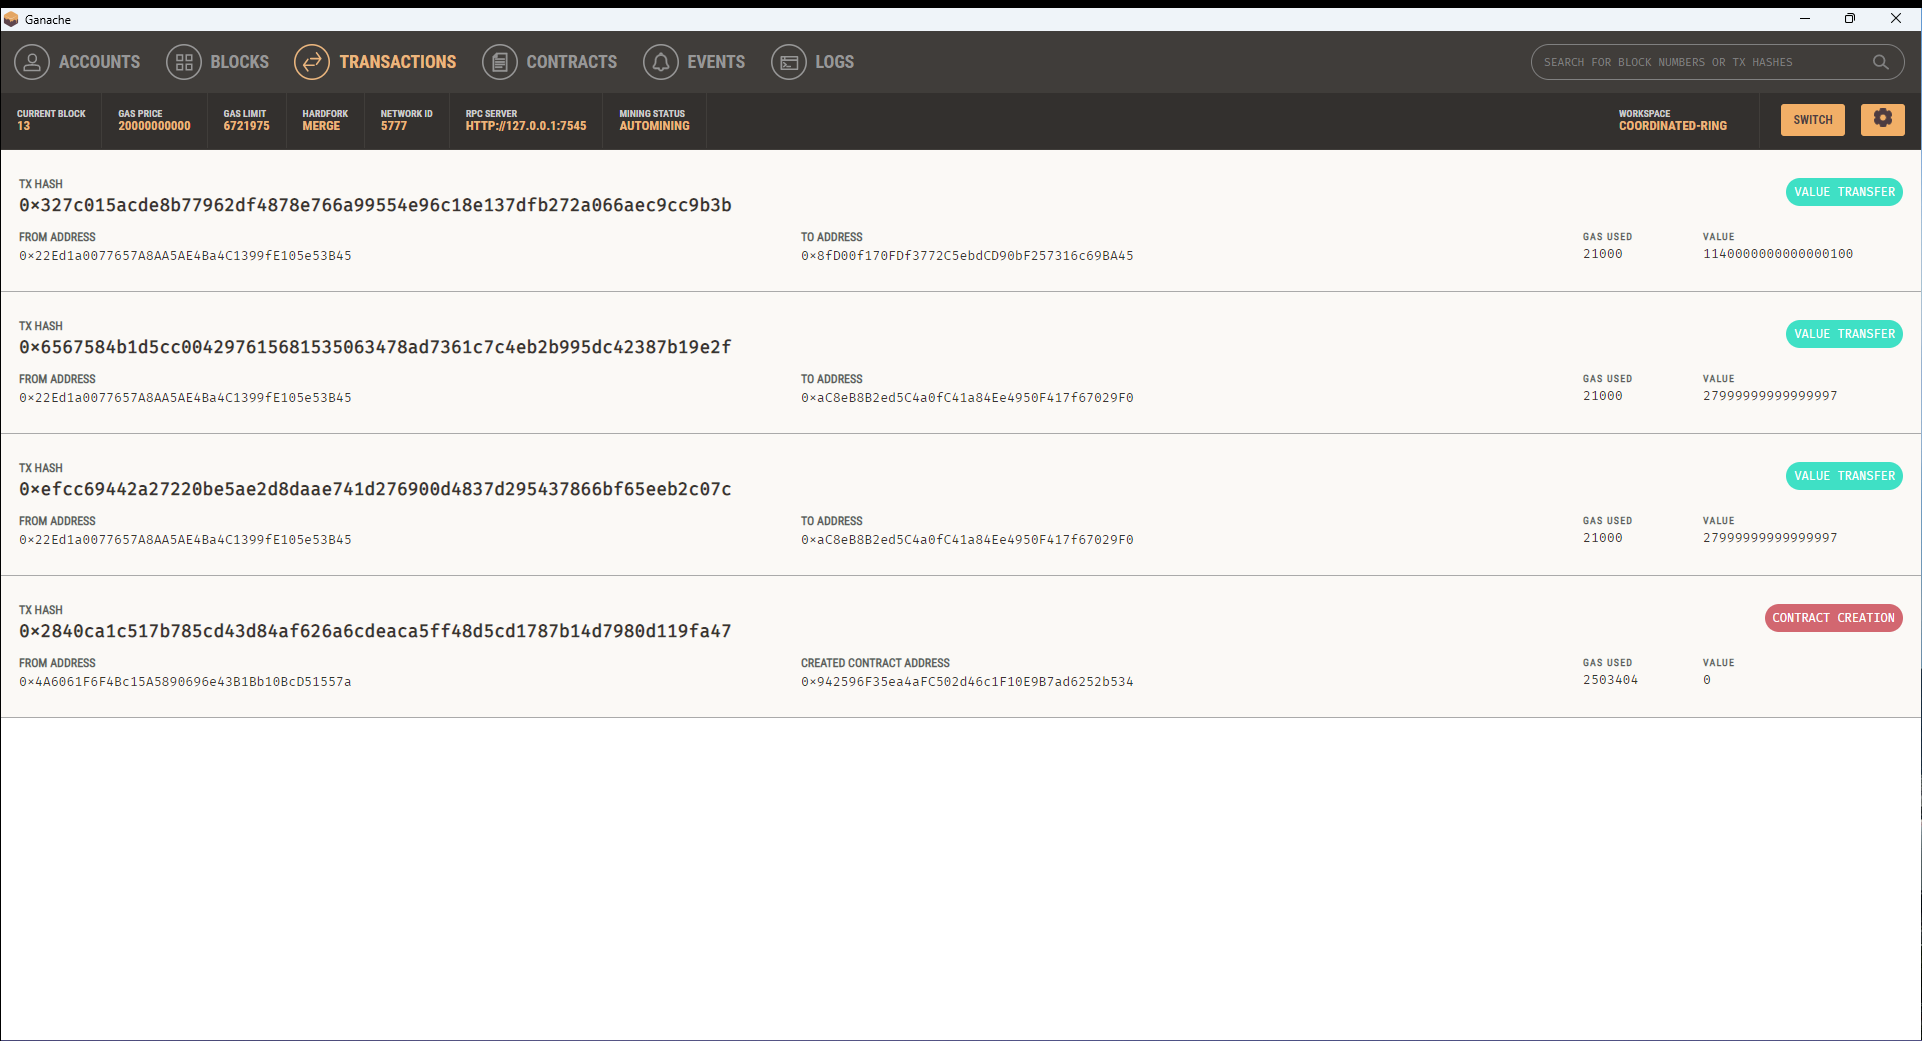 Ganache
ACCOUNTS BLOCKS TRANSACTIONS CONTRACTS EVENTS LOGS SEARCH FOR BLOCK NUMBERS OR TX HASHES
CURRENT BLOCK GAS PRICE GAS LIMIT HARDFORK NETWORK ID RPC SERVER MINING STATUS WORKSPACE
13 20000000000 6721975 MERGE 5777 HTTP://127.0.0.1:7545 AUTOMINING COORDINATED-RING SWITCH
TX HASH
0×327c015acde8b77962df4878e766a99554e96c18e137dfb272a066aec9cc9b3b VALUE TRANSFER
FROM ADDRESS TO ADDRESS GAS USED VALUE
0×22Ed1a0077657A8AA5AE4Ba4C1399fE105e53B45 0×8fD00f170FDf3772C5ebdCD90bF257316c69BA45 21000 1140000000000000100
TX HASH
0×6567584b1d5cc004297615681535063478ad7361c7c4eb2b995dc42387b19e2f VALUE TRANSFER
FROM ADDRESS TO ADDRESS GAS USED VALUE
0×22Ed1a0077657A8AA5AE4Ba4C1399fE105e53B45 0×aC8eB8B2ed5C4a0fC41a84Ee4950F417f67029F0 21000 27999999999999997
TX HASH
0×efcc69442a27220be5ae2d8daae741d276900d4837d295437866bf65eeb2c07c VALUE TRANSFER
FROM ADDRESS TO ADDRESS GAS USED VALUE
0×22Ed1a0077657A8AA5AE4Ba4C1399fE105e53B45 0×aC8eB8B2ed5C4a0fC41a84Ee4950F417f67029F0 21000 27999999999999997
TX HASH
0×2840ca1c517b785cd43d84af626a6cdeaca5ff48d5cd1787b14d7980d119fa47 CONTRACT CREATION
FROM ADDRESS CREATED CONTRACT ADDRESS GAS USED VALUE
0×4A6061F6F4Bc15A5890696e43B1Bb10BcD51557a 0×942596F35ea4aFC502d46c1F10E9B7ad6252b534 2503404 0